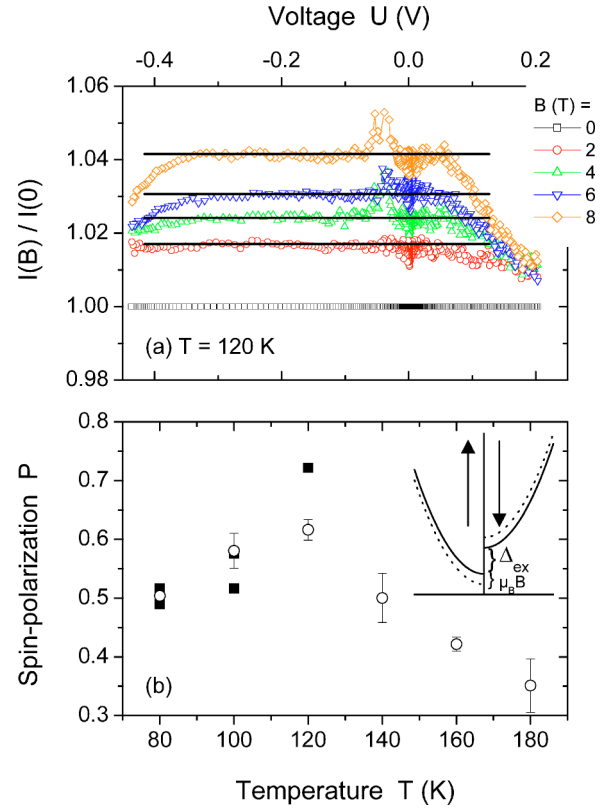 Voltage U (V)
-0.4 -0.2 0.0 0.2
1.06
1.04
1.02
1.00
0.98
I(B) / I(0)
B (T) =
0
2
4
6
8
(a) T = 120 K
0.8
0.7
0.6
0.5
0.4
0.3
Spin-polarization P
Δex
μBB
(b)
80 100 120 140 160 180
Temperature T (K)